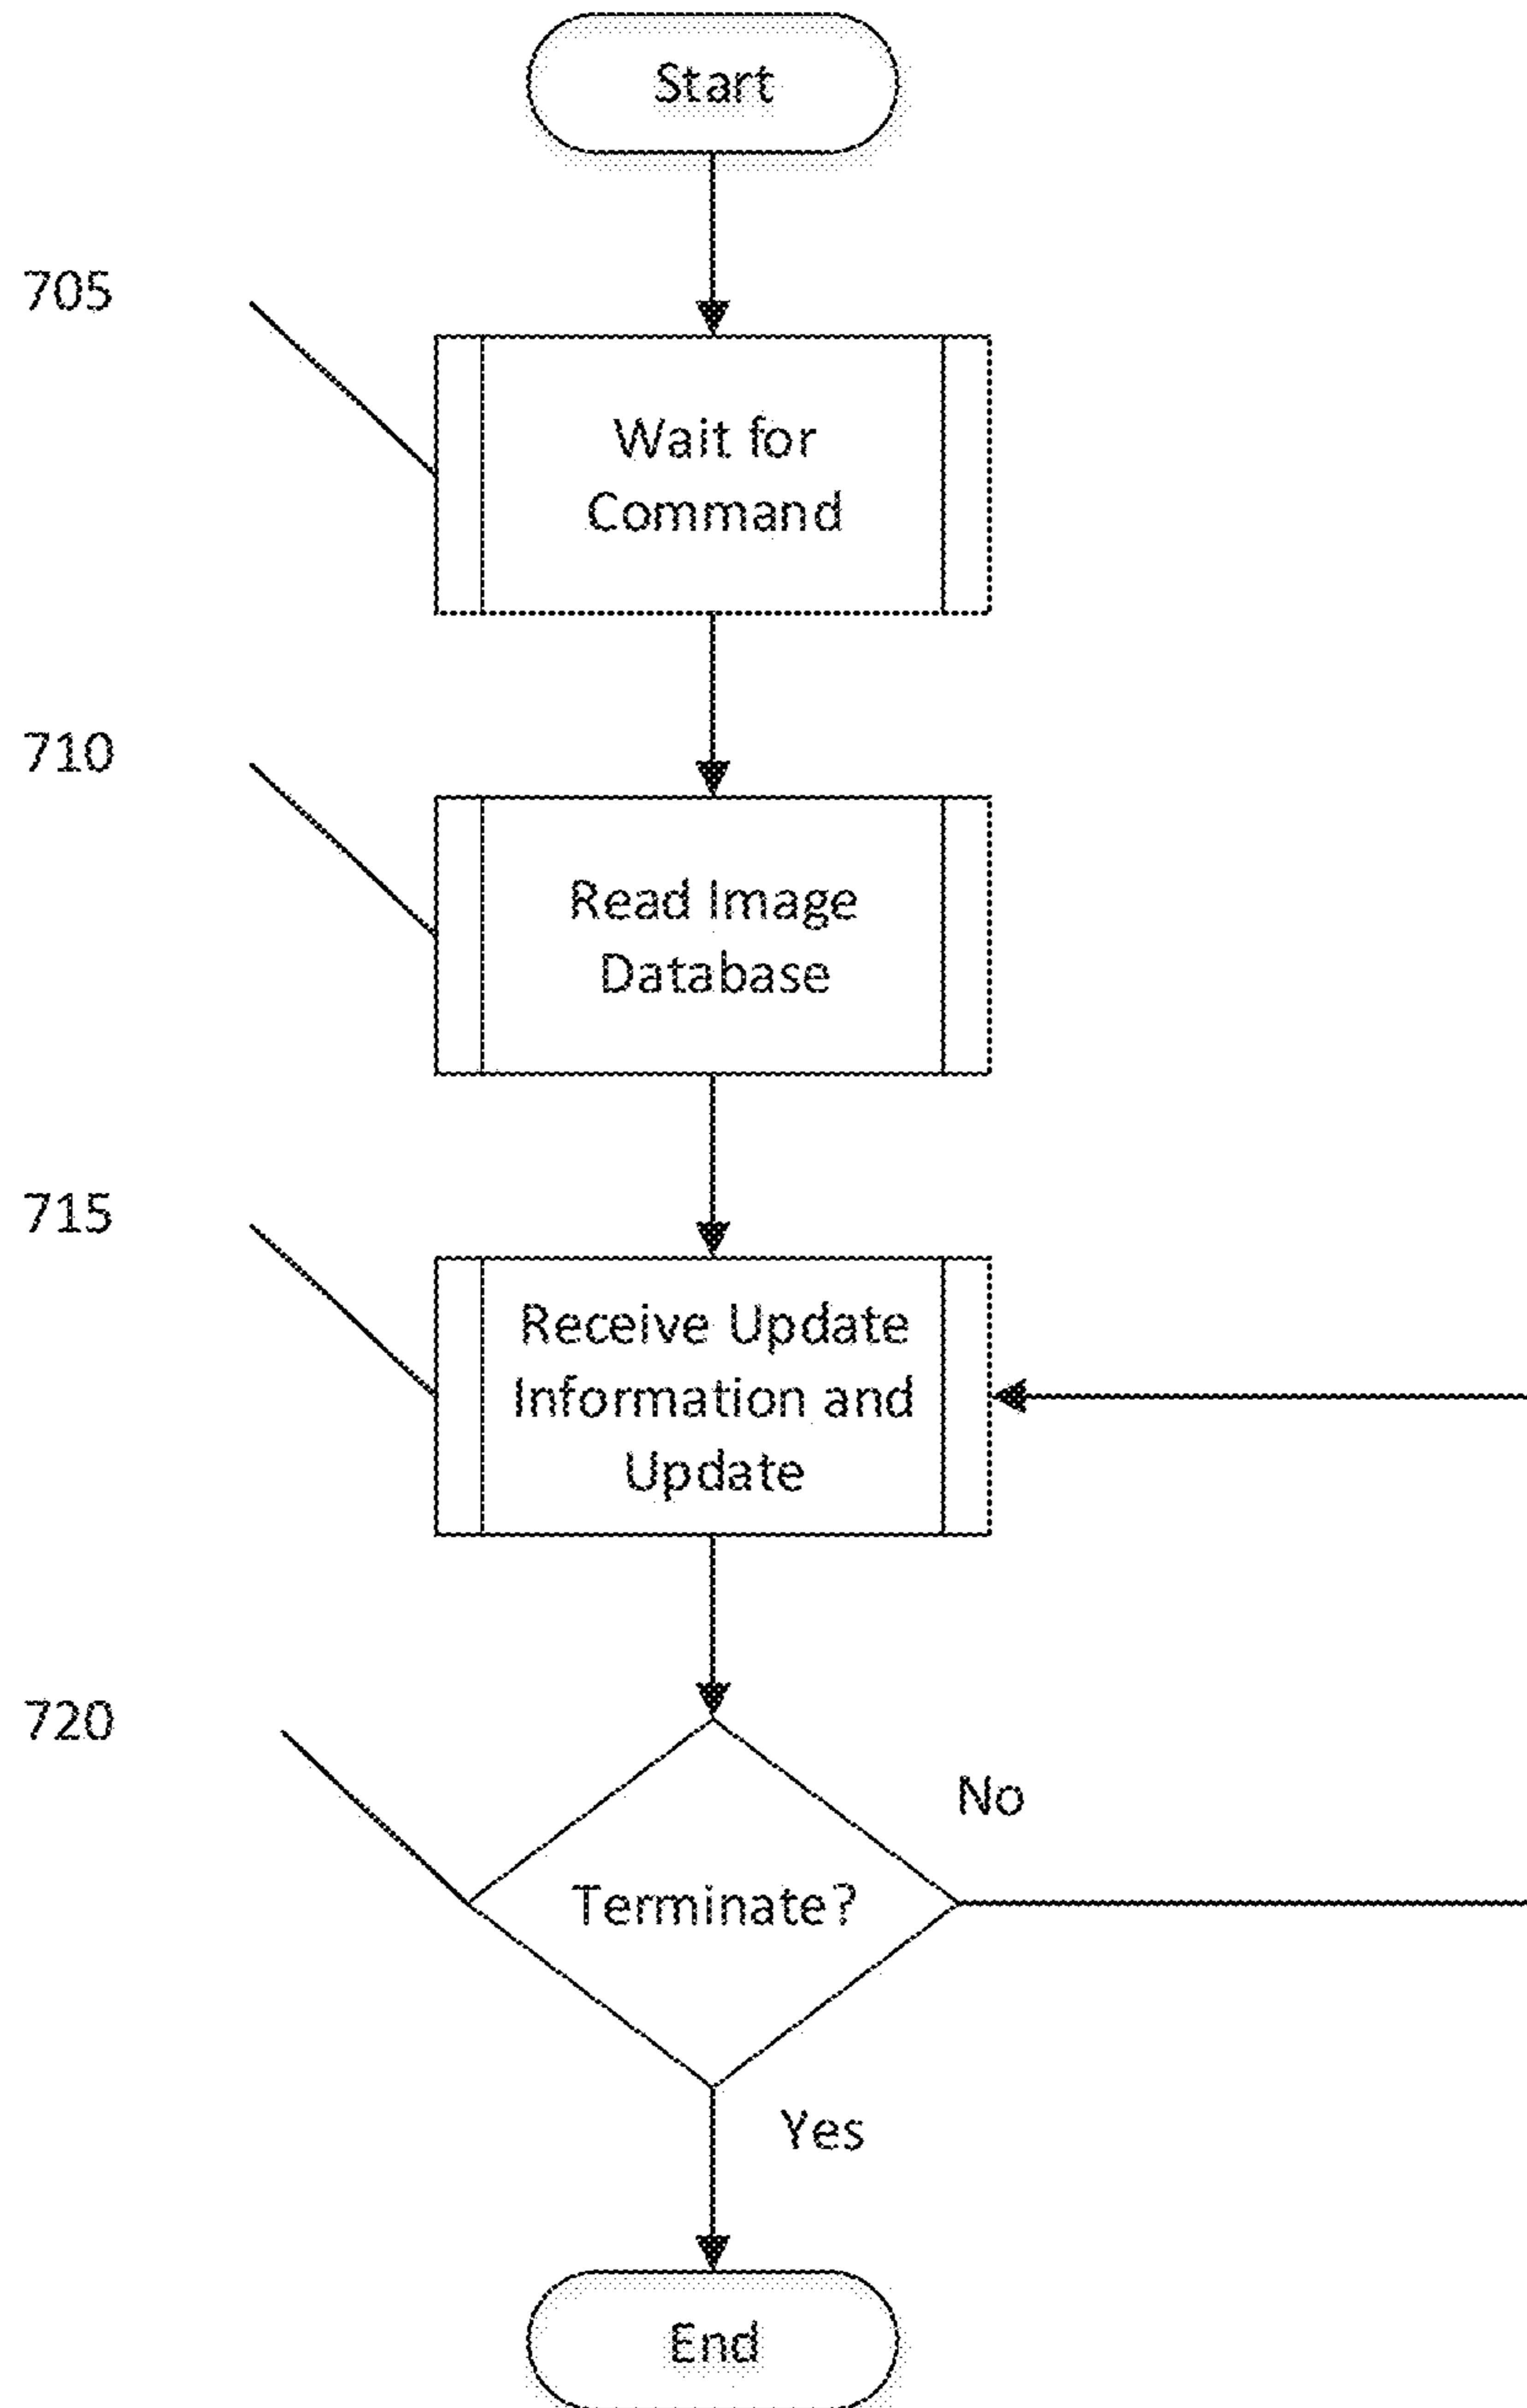 Start
705
Wait for
Command
710
Read Image
Database
715
Receive Update
Information and
Update
720
No
Terminate?
Yes
End